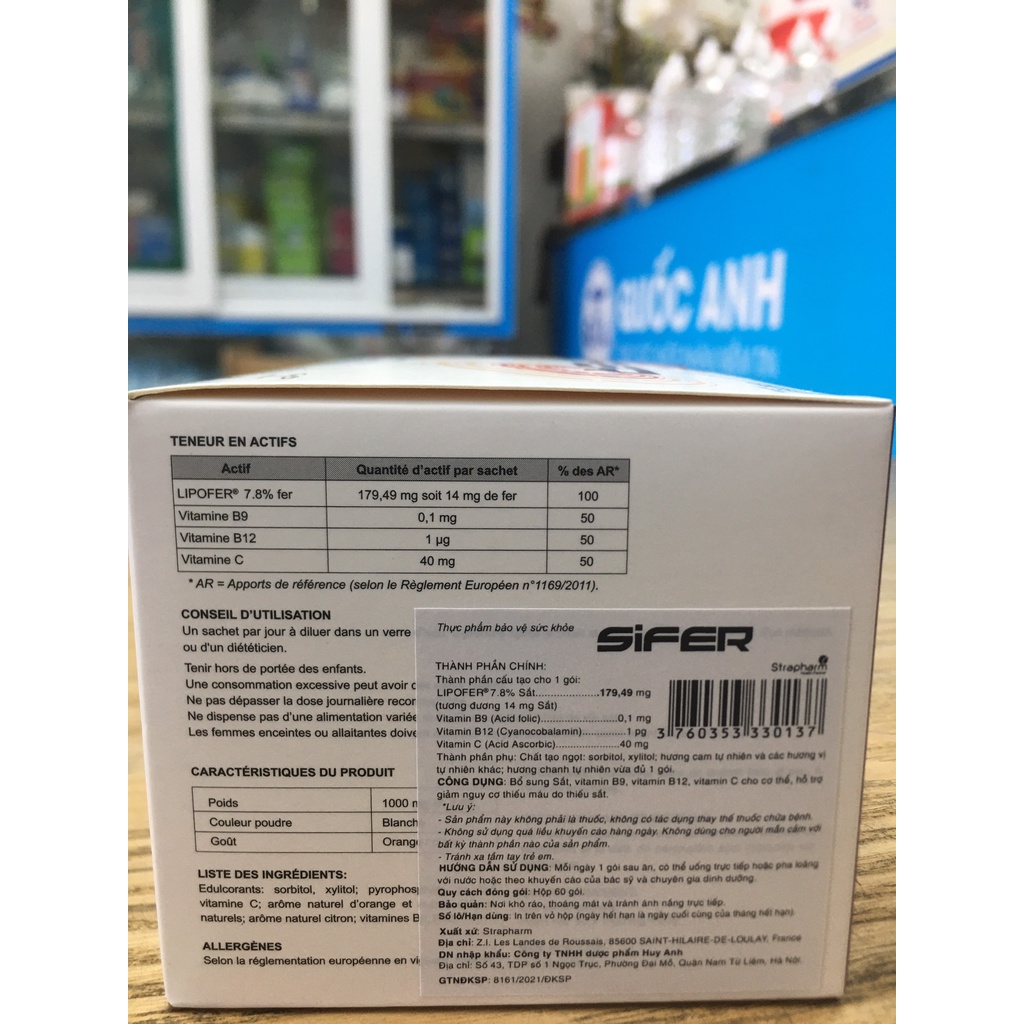 QUỐC ANH
TENEUR EN ACTIFS
Actif Quantité d'actif par sachet % des AR*
LIPOFER® 7.8% fer 179,49 mg soit 14 mg de fer 100
Vitamine B9 0,1 mg 50
Vitamine B12 1 µg 50
Vitamine C 40 mg 50
* AR = Apports de référence (selon le Règlement Européen n°1169/2011).
CONSEIL D'UTILISATION
Un sachet par jour à diluer dans un verre
ou d'un diététicien.
Tenir hors de portée des enfants.
Une consommation excessive peut avoir
Ne pas dépasser la dose journalière recor
Ne dispense pas d'une alimentation variée
Les femmes enceintes ou allaitantes doive
CARACTÉRISTIQUES DU PRODUIT
Poids 1000 m
Couleur poudre Blanch
Goût Orang
LISTE DES INGRÉDIENTS:
Edulcorants: sorbitol, xylitol; pyrophosp
vitamine C; arôme naturel d'orange et
naturels; arôme naturel citron; vitamines B
ALLERGÈNES
Selon la réglementation européenne en vi
Thực phẩm bảo vệ sức khỏe
SiFER
Strapharm
THÀNH PHẦN CHÍNH:
Thành phần cấu tạo cho 1 gói:
LIPOFER® 7.8% Sắt....................179,49 mg
(tương đương 14 mg Sắt)
Vitamin B9 (Acid folic).........................0,1 mg
Vitamin B12 (Cyanocobalamin)..............1 pg
Vitamin C (Acid Ascorbic)....................40 mg
3 760353 330137
Thành phần phụ: Chất tạo ngọt: sorbitol, xylitol; hương cam tự nhiên và các hương vị
tự nhiên khác; hương chanh tự nhiên vừa đủ 1 gói.
CÔNG DỤNG: Bổ sung Sắt, vitamin B9, vitamin B12, vitamin C cho cơ thể, hỗ trợ
giảm nguy cơ thiếu máu do thiếu sắt.
*Lưu ý:
- Sản phẩm này không phải là thuốc, không có tác dụng thay thế thuốc chữa bệnh.
- Không sử dụng quá liều khuyến cáo hàng ngày. Không dùng cho người mẫn cảm với
bất kỳ thành phần nào của sản phẩm.
- Tránh xa tầm tay trẻ em.
HƯỚNG DẪN SỬ DỤNG: Mỗi ngày 1 gói sau ăn, có thể uống trực tiếp hoặc pha loãng
với nước hoặc theo khuyến cáo của bác sỹ và chuyên gia dinh dưỡng.
Quy cách đóng gói: Hộp 60 gói.
Bảo quản: Nơi khô ráo, thoáng mát và tránh ánh nắng trực tiếp.
Số lô/Hạn dùng: In trên vỏ hộp (ngày hết hạn là ngày cuối cùng của tháng hết hạn).
Xuất xứ: Strapharm
Địa chỉ: Z.I. Les Landes de Roussais, 85600 SAINT-HILAIRE-DE-LOULAY, France
DN nhập khẩu: Công ty TNHH dược phẩm Huy Anh
Địa chỉ: Số 43, TDP số 1 Ngọc Trục, Phường Đại Mỗ, Quận Nam Từ Liêm, Hà Nội.
GTNĐKSP: 8161/2021/ĐKSP